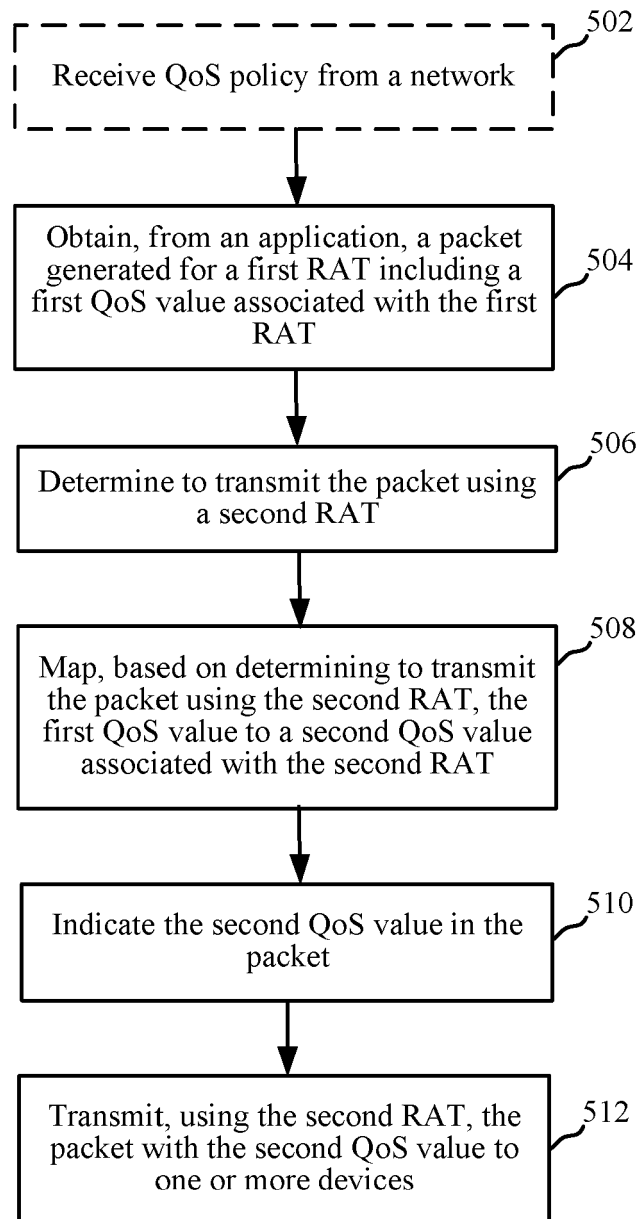 502
Receive QoS policy from a network
Obtain, from an application, a packet
generated for a first RAT including a
first QoS value associated with the first
RAT
504
506
Determine to transmit the packet using
a second RAT
508
Map, based on determining to transmit
the packet using the second RAT, the
first QoS value to a second QoS value
associated with the second RAT
510
Indicate the second QoS value in the
packet
Transmit, using the second RAT, the
packet with the second QoS value to
one or more devices
512